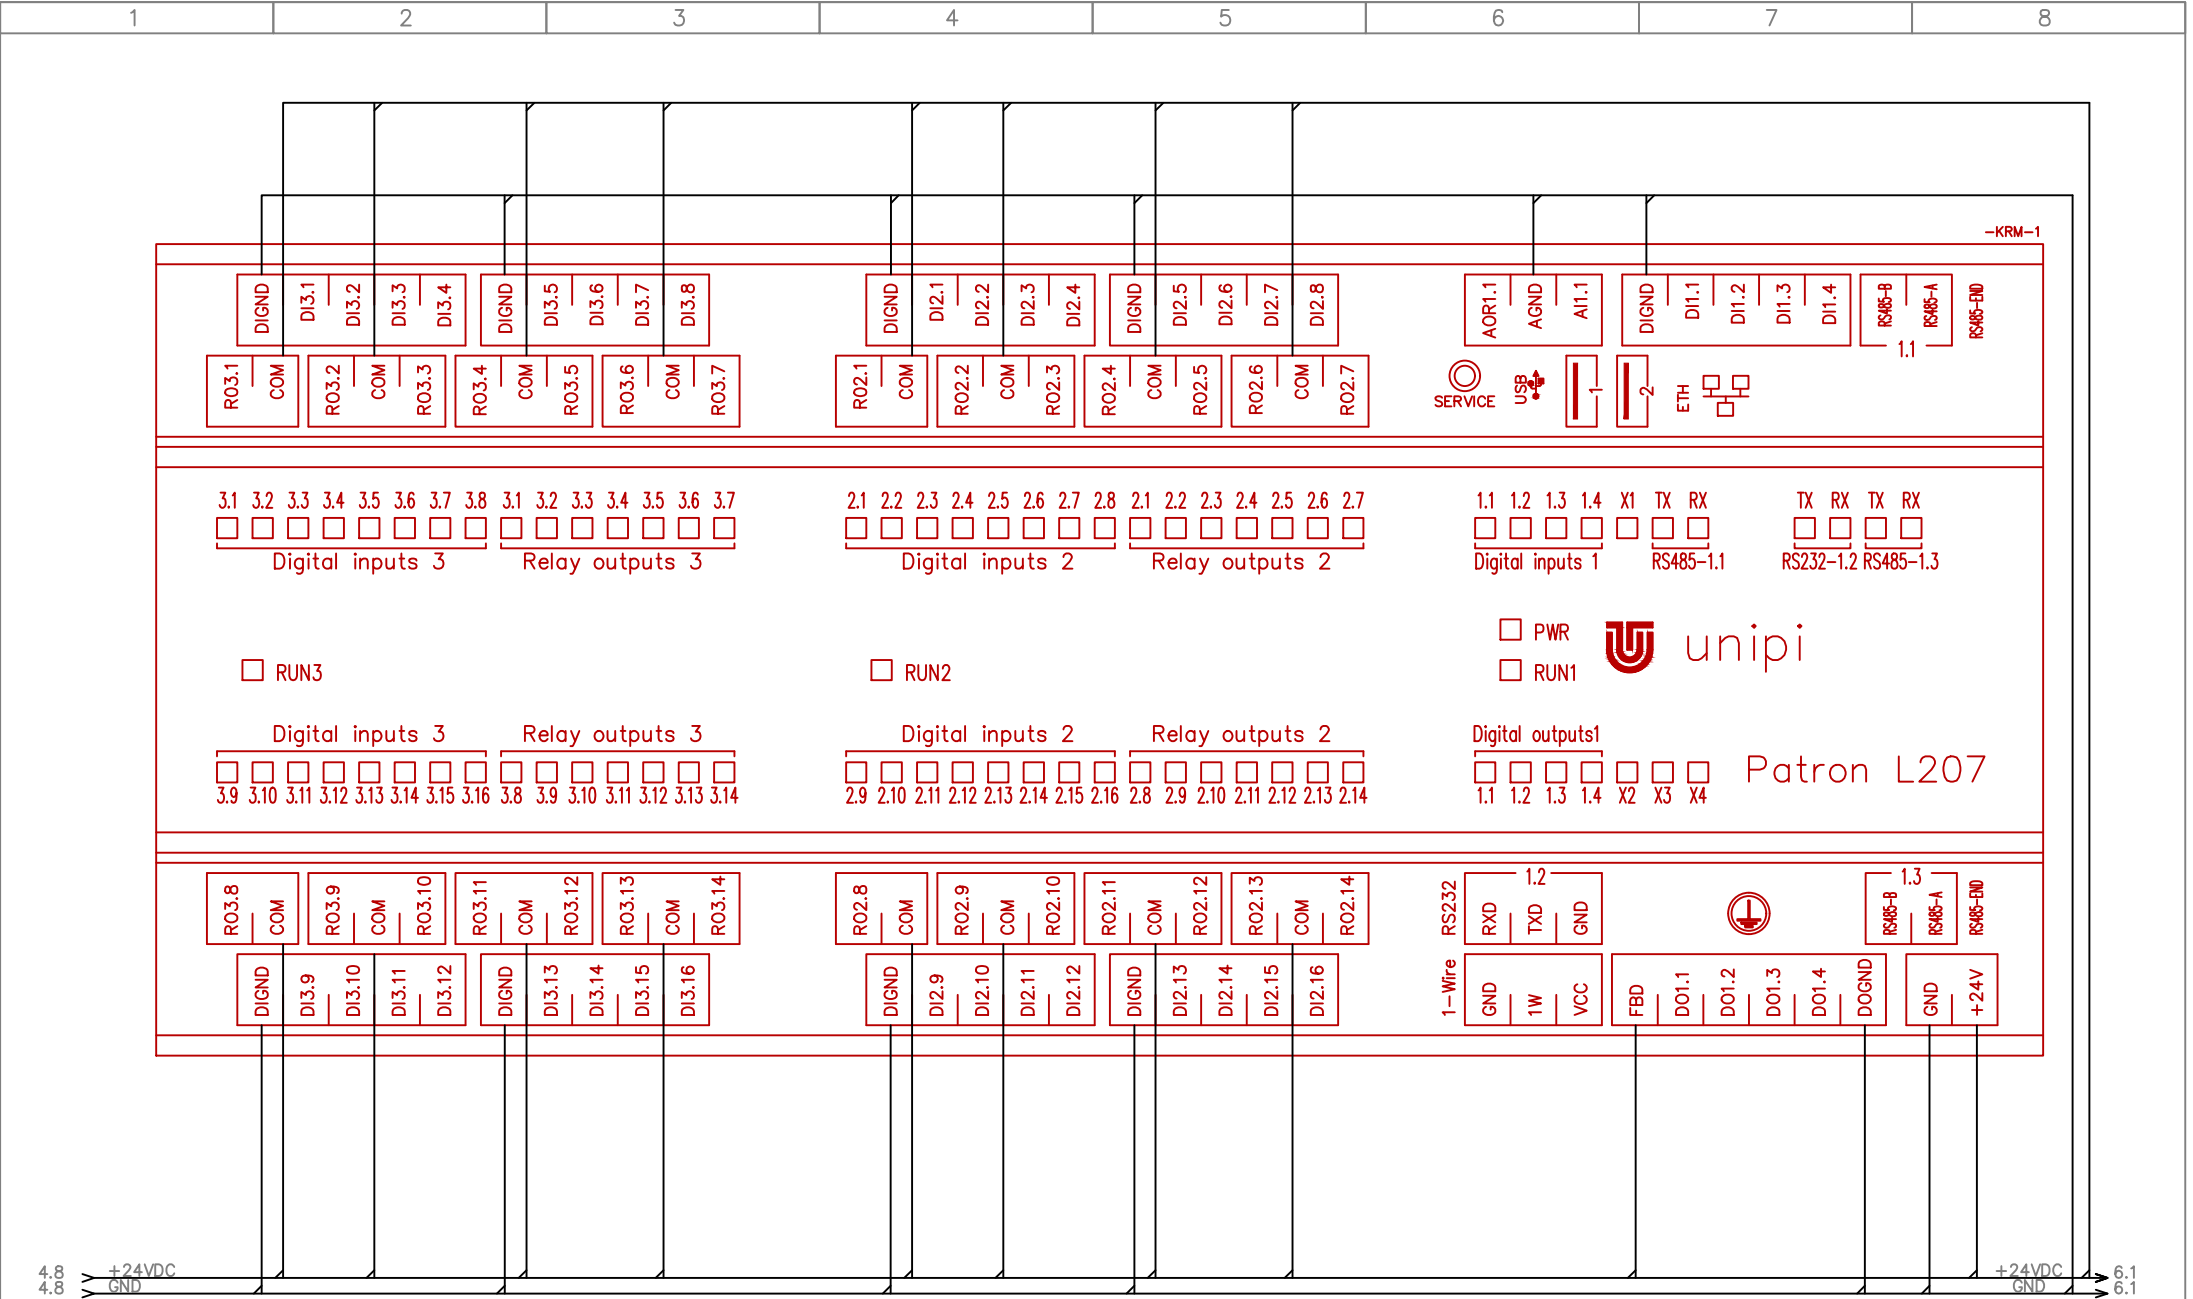 1 2 3 4 5 6 7 8
-KRM-1
DIGND DI3.1 DI3.2 DI3.3 DI3.4 DIGND DI3.5 DI3.6 DI3.7 DI3.8 DIGND DI2.1 DI2.2 DI2.3 DI2.4 DIGND DI2.5 DI2.6 DI2.7 DI2.8 AOR1.1 AGND AI1.1 DIGND DI1.1 DI1.2 DI1.3 DI1.4 RS485-B RS485-A RS485-END
1.1
RO3.1 COM RO3.2 COM RO3.3 RO3.4 COM RO3.5 RO3.6 COM RO3.7 RO2.1 COM RO2.2 COM RO2.3 RO2.4 COM RO2.5 RO2.6 COM RO2.7 SERVICE USB 1 2 ETH
3.1 3.2 3.3 3.4 3.5 3.6 3.7 3.8 3.1 3.2 3.3 3.4 3.5 3.6 3.7 2.1 2.2 2.3 2.4 2.5 2.6 2.7 2.8 2.1 2.2 2.3 2.4 2.5 2.6 2.7 1.1 1.2 1.3 1.4 X1 TX RX TX RX TX RX
Digital inputs 3 Relay outputs 3 Digital inputs 2 Relay outputs 2 Digital inputs 1 RS485-1.1 RS232-1.2 RS485-1.3
PWR unipi
RUN3 RUN2 RUN1
Digital inputs 3 Relay outputs 3 Digital inputs 2 Relay outputs 2 Digital outputs1
Patron L207
3.9 3.10 3.11 3.12 3.13 3.14 3.15 3.16 3.8 3.9 3.10 3.11 3.12 3.13 3.14 2.9 2.10 2.11 2.12 2.13 2.14 2.15 2.16 2.8 2.9 2.10 2.11 2.12 2.13 2.14 1.1 1.2 1.3 1.4 X2 X3 X4
1.2 1.3
RO3.8 COM RO3.9 COM RO3.10 RO3.11 COM RO3.12 RO3.13 COM RO3.14 RO2.8 COM RO2.9 COM RO2.10 RO2.11 COM RO2.12 RO2.13 COM RO2.14 RS232 RXD TXD GND RS485-B RS485-A RS485-END
DIGND DI3.9 DI3.10 DI3.11 DI3.12 DIGND DI3.13 DI3.14 DI3.15 DI3.16 DIGND DI2.9 DI2.10 DI2.11 DI2.12 DIGND DI2.13 DI2.14 DI2.15 DI2.16 1-Wire GND 1W VCC FBD DO1.1 DO1.2 DO1.3 DO1.4 DOGND GND +24V
4.8 +24VDC +24VDC 6.1
4.8 GND GND 6.1